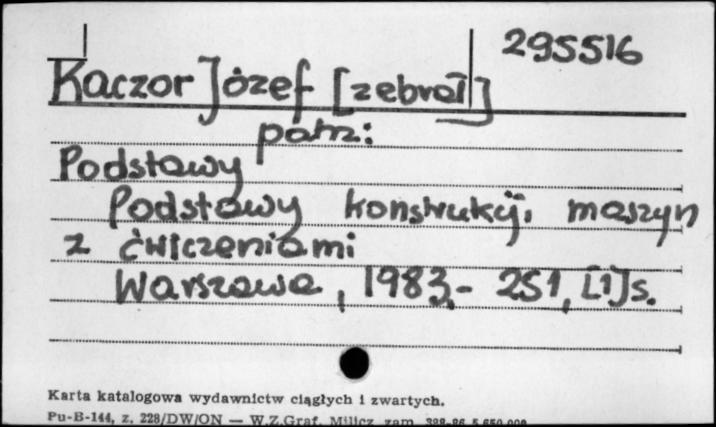 295516
Kaczor Józef [zebrał]
patrz:
Podstawy
Podstawy konstrukcji maszyn
z ćwiczeniami
Warszawa, 1983.- 251, [1] s.
Karta katalogowa wydawnictw ciągłych i zwartych.
Pu-B-144, z. 228/DW/ON — W.Z.Graf. Milicz zam.